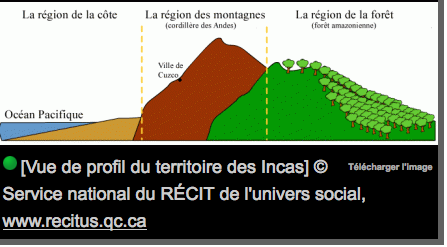 La région de la côte
La région des montagnes
(cordillère des Andes)
La région de la forêt
(forêt amazonienne)
Ville de
Cuzco
Océan Pacifique
[Vue de profil du territoire des Incas] ©
Télécharger l'image
Service national du RÉCIT de l'univers social,
www.recitus.qc.ca